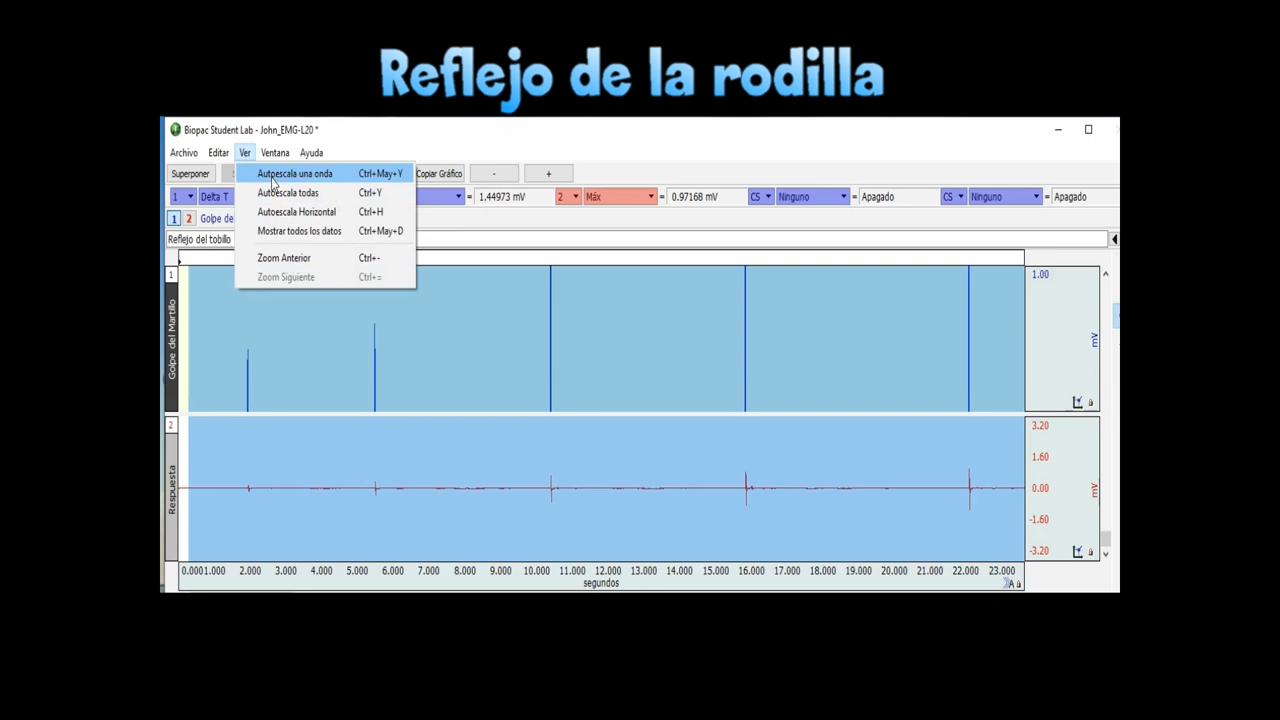 Reflejo de la rodilla
Biopac Student Lab - John_EMG-L20 *
Archivo Editar Ver Ventana Ayuda
Superponer Copiar Gráfico - +
Autoescala una onda Ctrl+May+Y
Autoescala todas Ctrl+Y
Autoescala Horizontal Ctrl+H
Mostrar todos los datos Ctrl+May+D
Zoom Anterior Ctrl+-
Zoom Siguiente Ctrl+=
1 Delta T = 1.44973 mV 2 Máx = 0.97168 mV CS Ninguno = Apagado CS Ninguno = Apagado
1 2 Golpe de
Reflejo del tobillo
1 1.00
Golpe del Martillo
mV
2 3.20
1.60
Respuesta
0.00 mV
-1.60
-3.20
0.0001.000 2.000 3.000 4.000 5.000 6.000 7.000 8.000 9.000 10.000 11.000 12.000 13.000 14.000 15.000 16.000 17.000 18.000 19.000 20.000 21.000 22.000 23.000
segundos
A